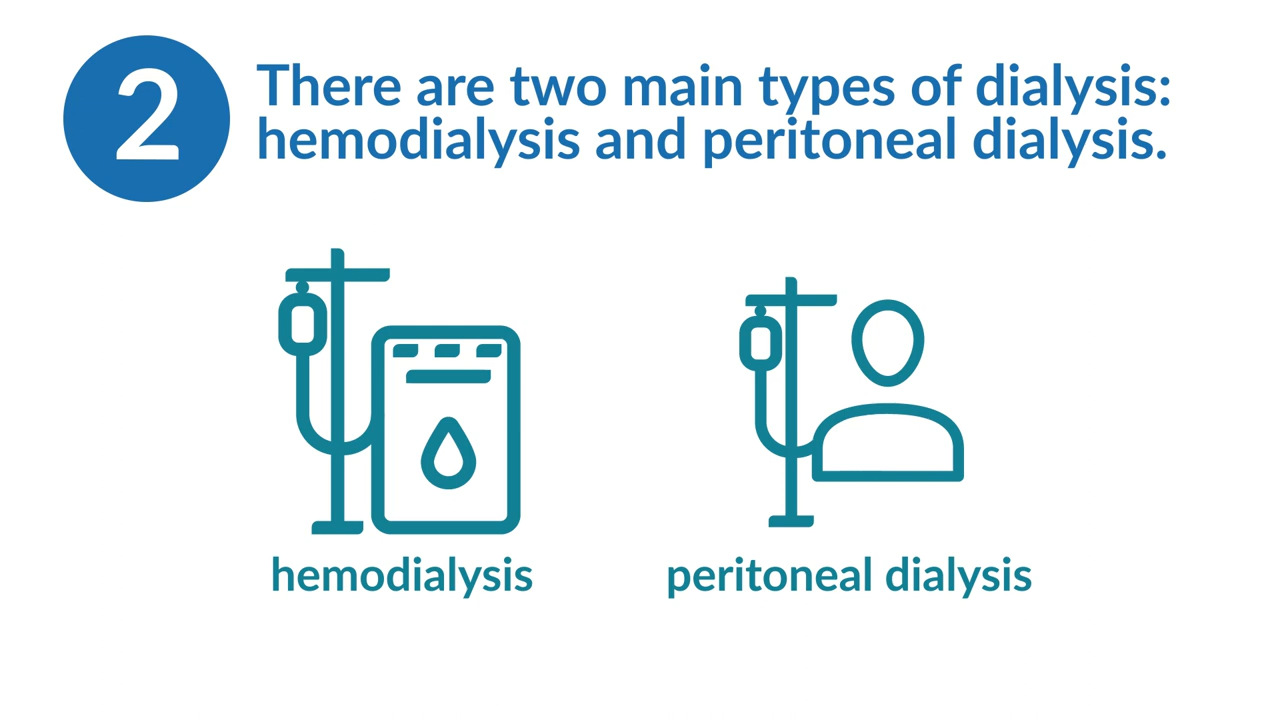 2
There are two main types of dialysis:
hemodialysis and peritoneal dialysis.
hemodialysis
peritoneal dialysis